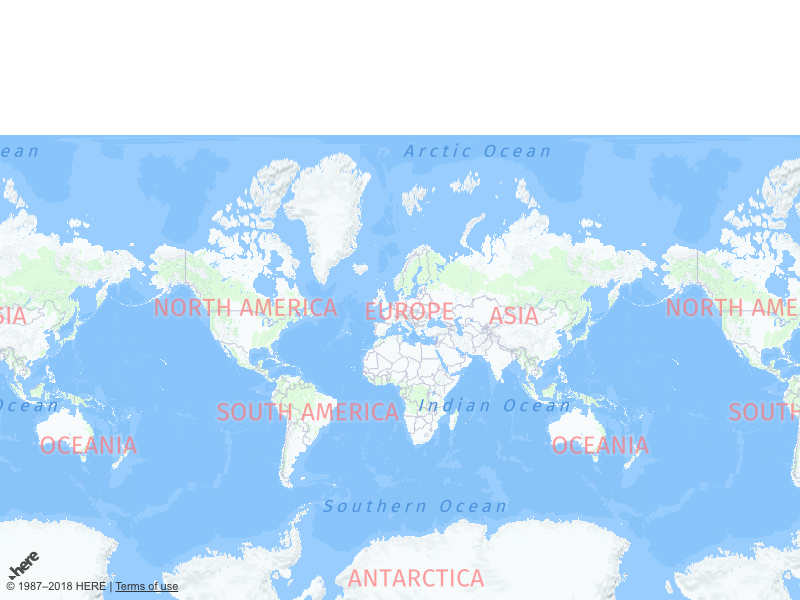 ean
Arctic Ocean
NORTH AMERICA
EUROPE
ASIA
SIA
NORTH AME
Ocean
SOUTH AMERICA
Indian Ocean
SOUTH
OCEANIA
OCEANIA
Southern Ocean
ANTARCTICA
here
© 1987–2018 HERE | Terms of use